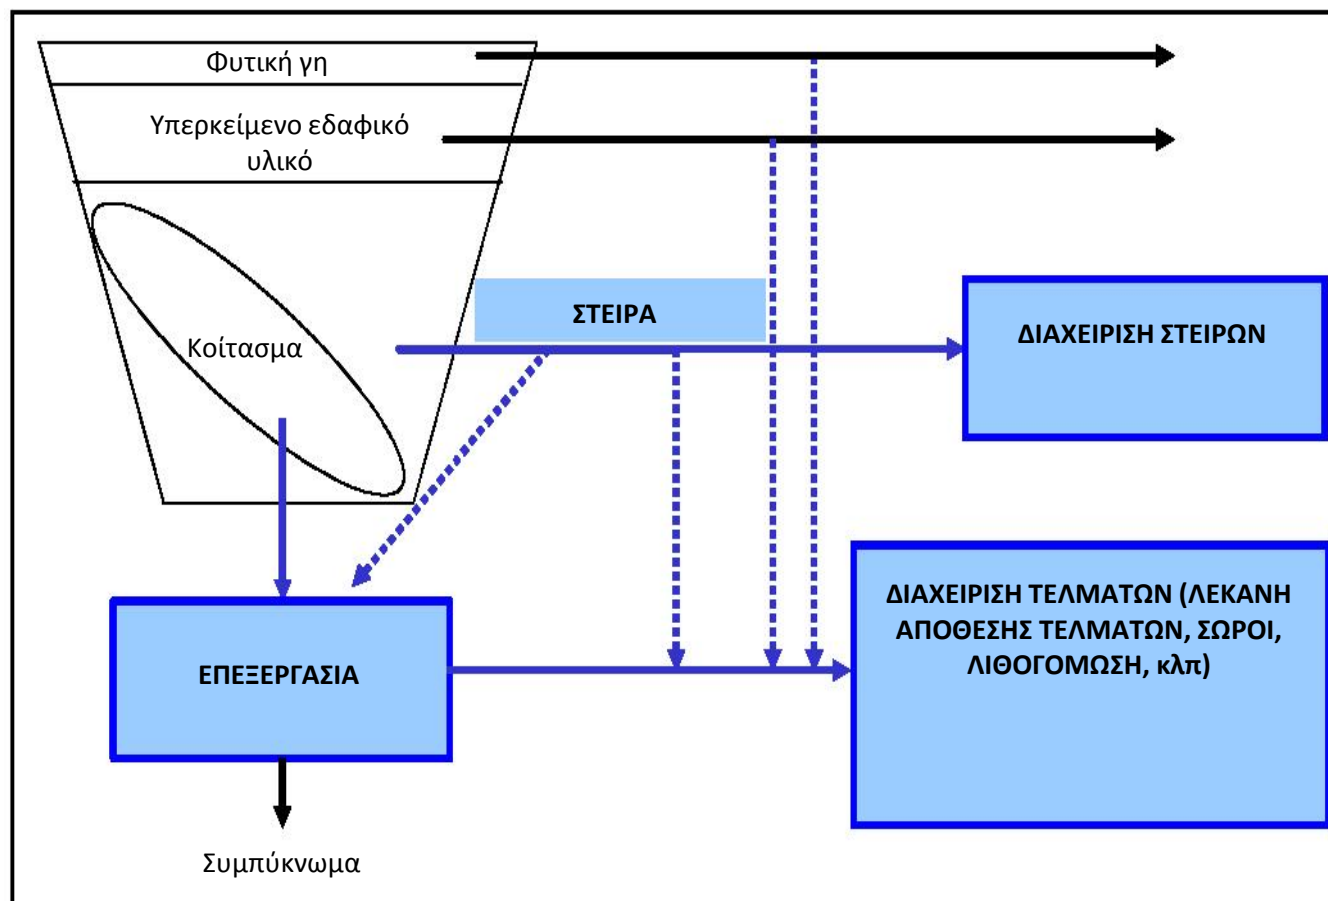 Φυτική γη
Υπερκείμενο εδαφικό
υλικό
ΣΤΕΙΡΑ
ΔΙΑΧΕΙΡΙΣΗ ΣΤΕΙΡΩΝ
Κοίτασμα
ΔΙΑΧΕΙΡΙΣΗ ΤΕΛΜΑΤΩΝ (ΛΕΚΑΝΗ
ΑΠΟΘΕΣΗΣ ΤΕΛΜΑΤΩΝ, ΣΩΡΟΙ,
ΛΙΘΟΓΟΜΩΣΗ, κλπ)
ΕΠΕΞΕΡΓΑΣΙΑ
Συμπύκνωμα